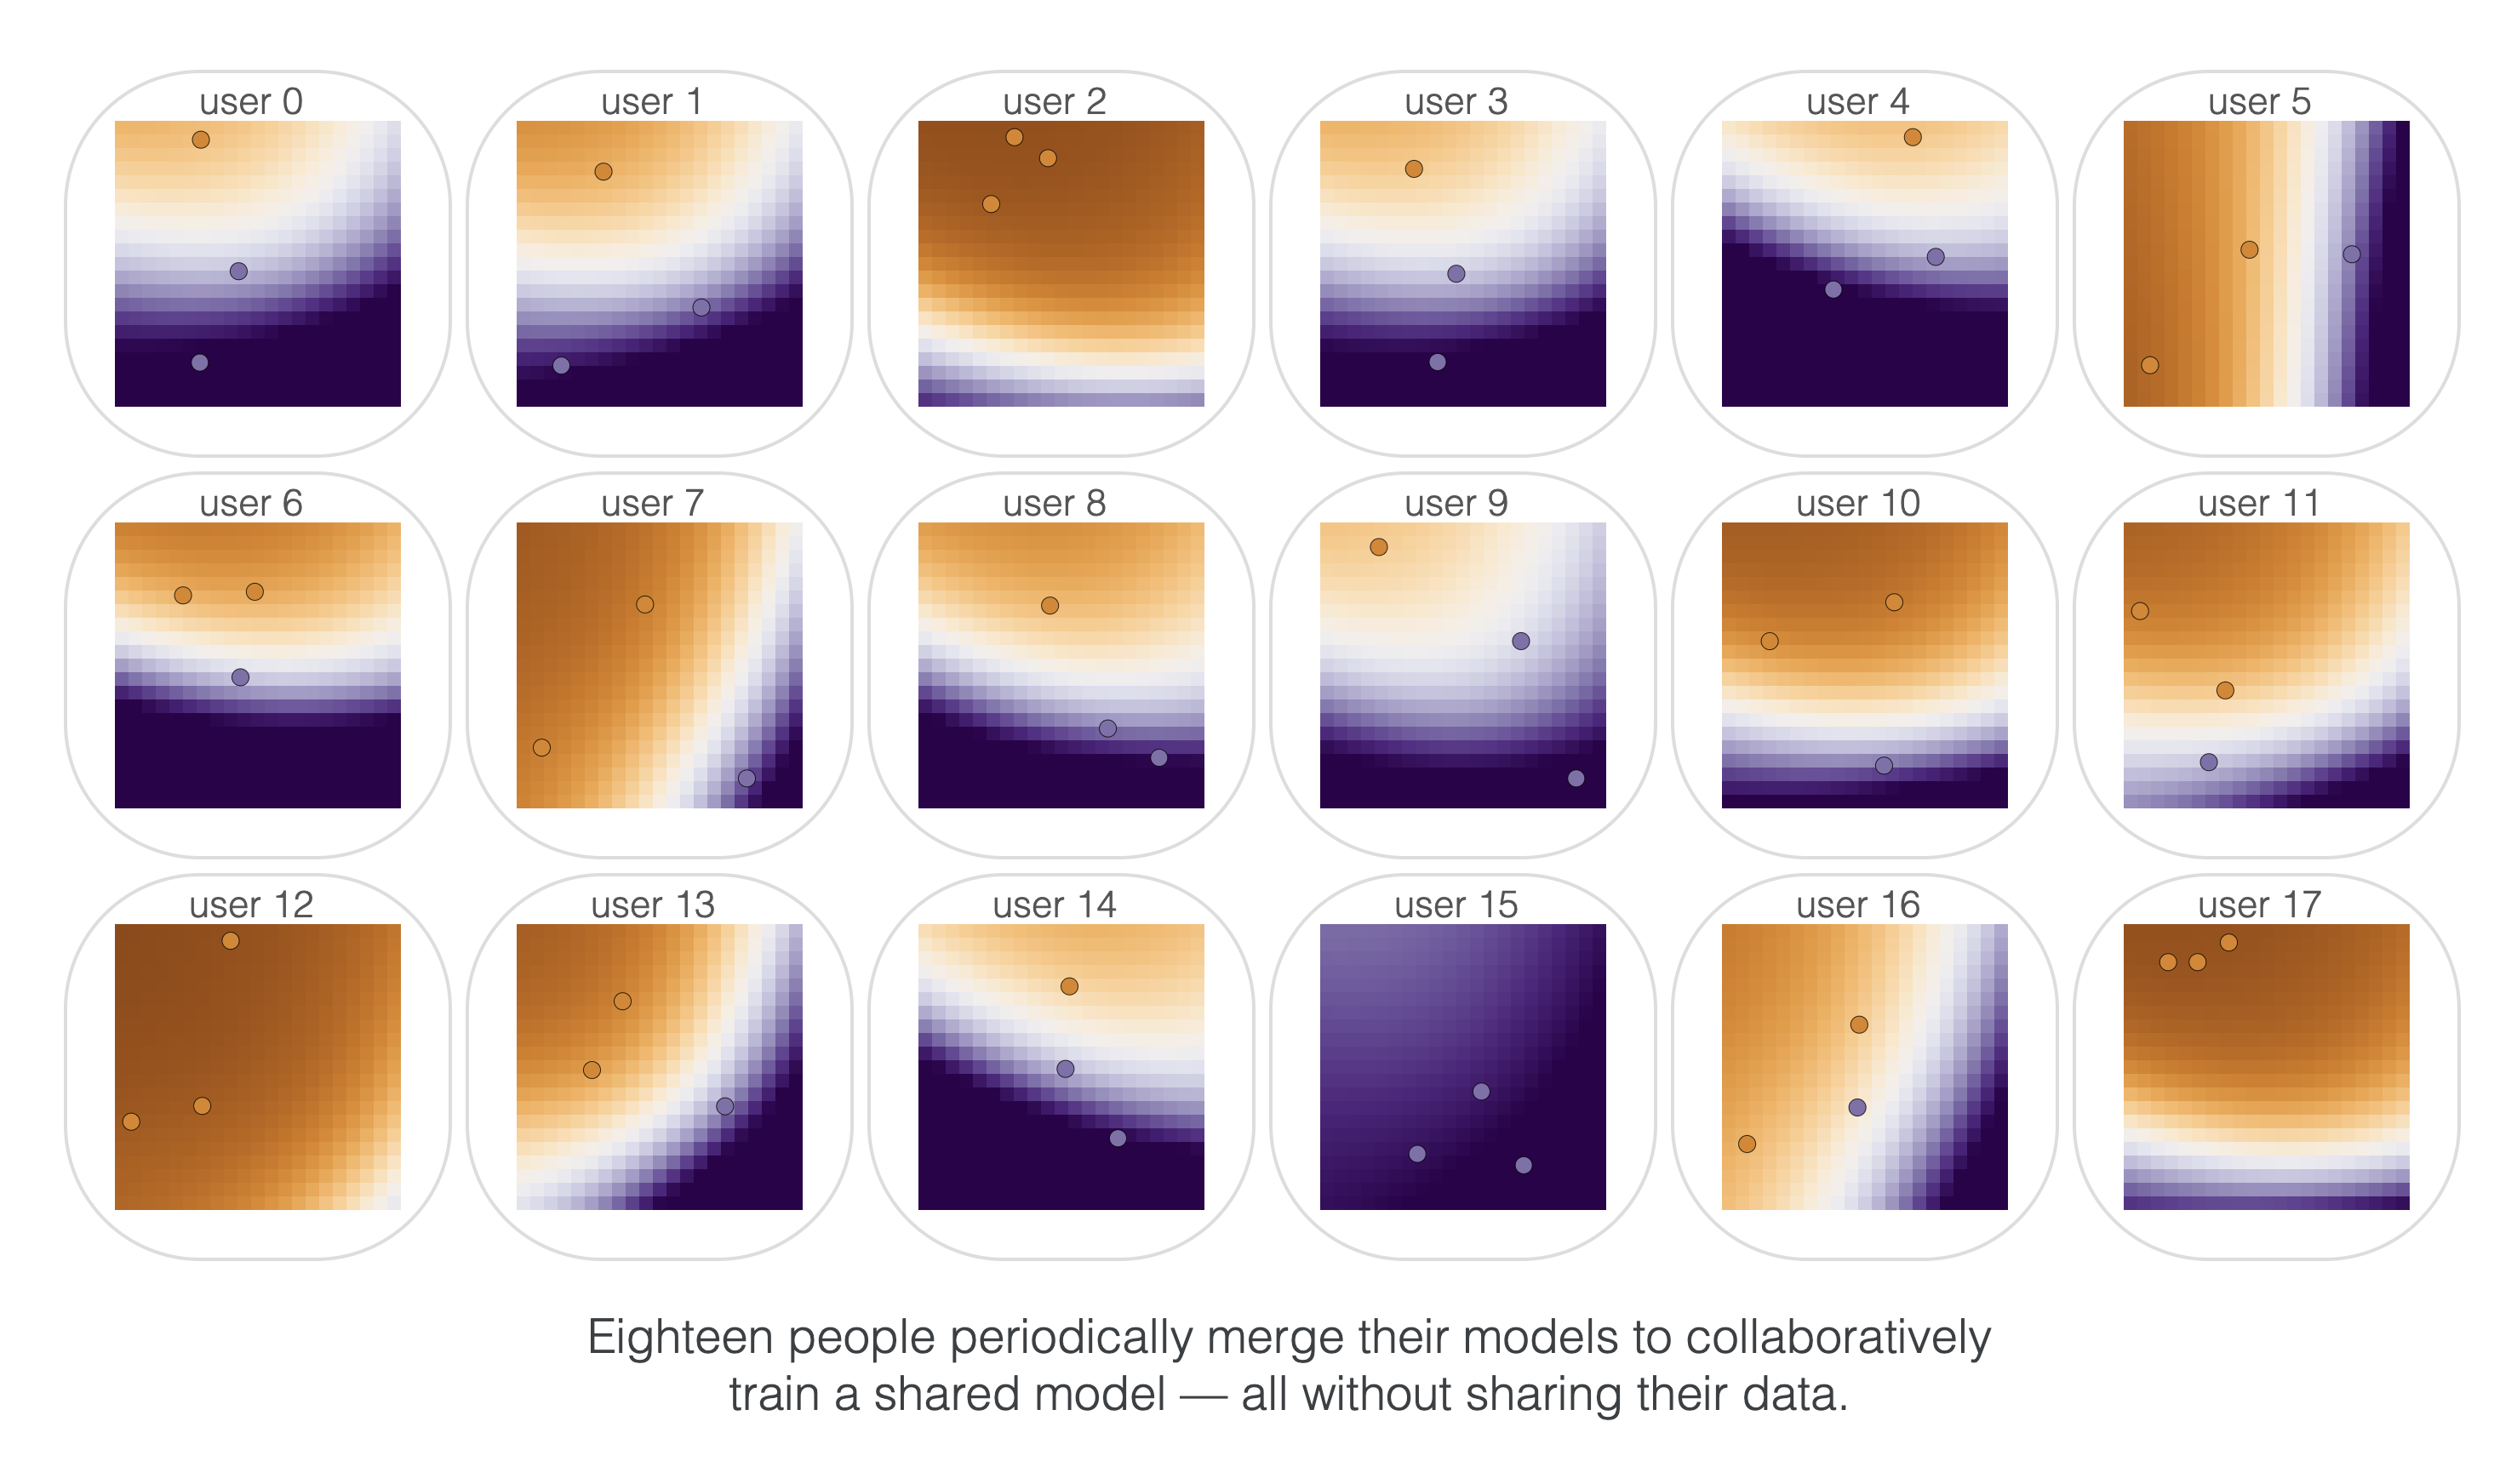 user 0
user 1
user 2
user 3
user 4
user 5
user 6
user 7
user 8
user 9
user 10
user 11
user 12
user 13
user 14
user 15
user 16
user 17
Eighteen people periodically merge their models to collaboratively
train a shared model — all without sharing their data.